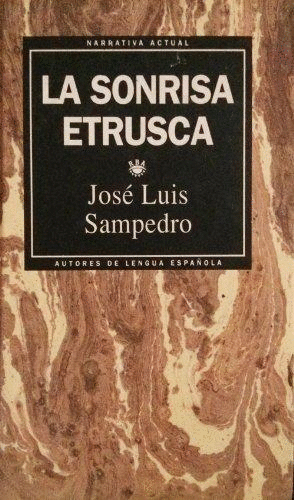 NARRATIVA ACTUAL
LA SONRISA
ETRUSCA
RBA
José Luis
Sampedro
AUTORES DE LENGUA ESPAÑOLA